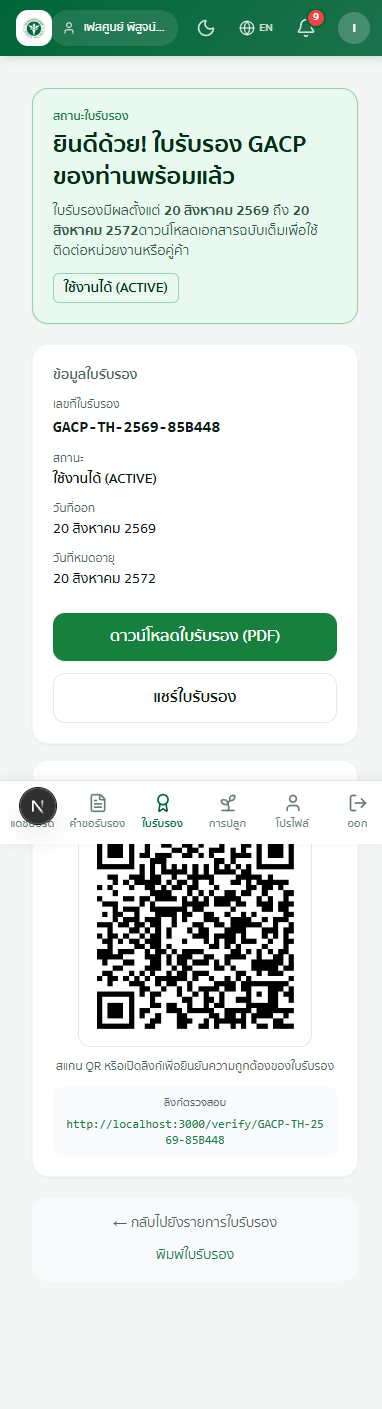 เฟสศูนย์ พิสูจน์...
EN
9
I
สถานะใบรับรอง
ยินดีด้วย! ใบรับรอง GACP
ของท่านพร้อมแล้ว
ใบรับรองมีผลตั้งแต่ 20 สิงหาคม 2569 ถึง 20
สิงหาคม 2572ดาวน์โหลดเอกสารฉบับเต็มเพื่อใช้
ติดต่อหน่วยงานหรือคู่ค้า
ใช้งานได้ (ACTIVE)
ข้อมูลใบรับรอง
เลขที่ใบรับรอง
GACP-TH-2569-85B448
สถานะ
ใช้งานได้ (ACTIVE)
วันที่ออก
20 สิงหาคม 2569
วันที่หมดอายุ
20 สิงหาคม 2572
ดาวน์โหลดใบรับรอง (PDF)
แชร์ใบรับรอง
N
คำขอรับรอง
ใบรับรอง
การปลูก
โปรไฟล์
ออก
สแกน QR หรือเปิดลิงก์เพื่อยืนยันความถูกต้องของใบรับรอง
ลิงก์ตรวจสอบ
http://localhost:3000/verify/GACP-TH-25
69-85B448
← กลับไปยังรายการใบรับรอง
พิมพ์ใบรับรอง